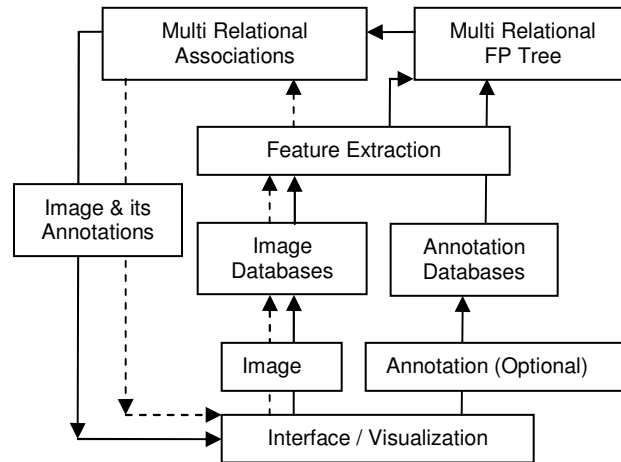 Multi Relational
Associations
Multi Relational
FP Tree
Feature Extraction
Image & its
Annotations
Image
Databases
Annotation
Databases
Image
Annotation (Optional)
Interface / Visualization